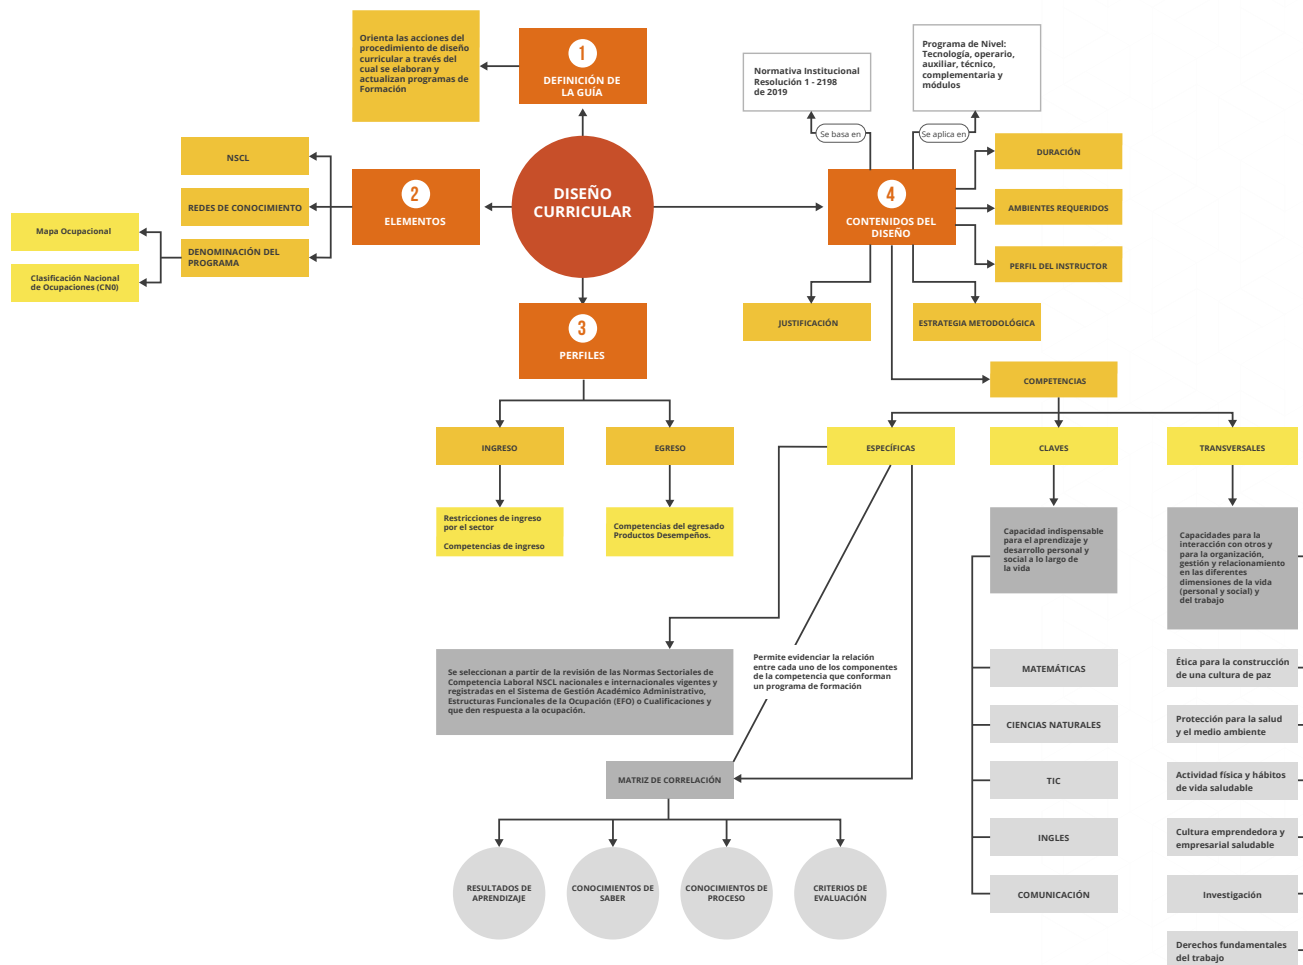 Orienta las acciones del
procedimiento de diseño
curricular a través del
cual se elaboran y
actualizan programas de
Formación
1
DEFINICIÓN DE
LA GUÍA
Normativa Institucional
Resolución 1 - 2198
de 2019
Programa de Nivel:
Tecnología, operario,
auxiliar, técnico,
complementaria y
módulos
Se basa en
Se aplica en
NSCL
REDES DE CONOCIMIENTO
DENOMINACIÓN DEL
PROGRAMA
Mapa Ocupacional
Clasificación Nacional
de Ocupaciones (CN0)
2
ELEMENTOS
DISEÑO
CURRICULAR
4
CONTENIDOS DEL
DISEÑO
DURACIÓN
AMBIENTES REQUERIDOS
PERFIL DEL INSTRUCTOR
JUSTIFICACIÓN
ESTRATEGIA METODOLÓGICA
3
PERFILES
COMPETENCIAS
INGRESO
EGRESO
ESPECÍFICAS
CLAVES
TRANSVERSALES
Restricciones de ingreso
por el sector
Competencias de ingreso
Competencias del egresado
Productos Desempeños.
Capacidad indispensable
para el aprendizaje y
desarrollo personal y
social a lo largo de
la vida
Capacidades para la
interacción con otros y
para la organización,
gestión y relacionamiento
en las diferentes
dimensiones de la vida
(personal y social) y
del trabajo
Se seleccionan a partir de la revisión de las Normas Sectoriales de
Competencia Laboral NSCL nacionales e internacionales vigentes y
registradas en el Sistema de Gestión Académico Administrativo,
Estructuras Funcionales de la Ocupación (EFO) o Cualificaciones y
que den respuesta a la ocupación.
Permite evidenciar la relación
entre cada uno de los componentes
de la competencia que conforman
un programa de formación
MATRIZ DE CORRELACIÓN
RESULTADOS DE
APRENDIZAJE
CONOCIMIENTOS DE
SABER
CONOCIMIENTOS DE
PROCESO
CRITERIOS DE
EVALUACIÓN
MATEMÁTICAS
CIENCIAS NATURALES
TIC
INGLES
COMUNICACIÓN
Ética para la construcción
de una cultura de paz
Protección para la salud
y el medio ambiente
Actividad física y hábitos
de vida saludable
Cultura emprendedora y
empresarial saludable
Investigación
Derechos fundamentales
del trabajo